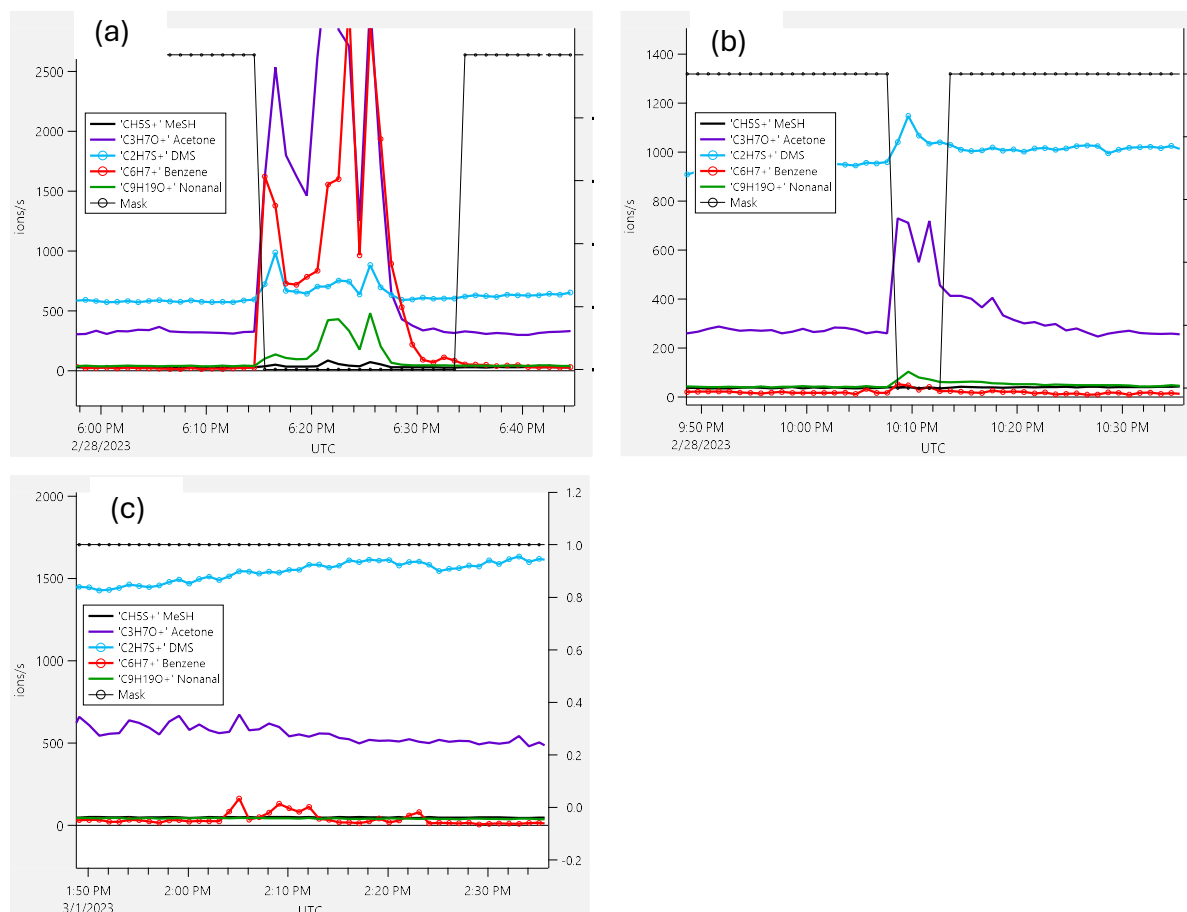 (a)
2500
2000
1500
1000
500
0
ions/s
'CH5S+' MeSH
'C3H7O+' Acetone
'C2H7S+' DMS
'C6H7+' Benzene
'C9H19O+' Nonanal
Mask
6:00 PM 6:10 PM 6:20 PM 6:30 PM 6:40 PM
2/28/2023
UTC
(b)
1400
1200
1000
800
600
400
200
0
ions/s
'CH5S+' MeSH
'C3H7O+' Acetone
'C2H7S+' DMS
'C6H7+' Benzene
'C9H19O+' Nonanal
Mask
9:50 PM 10:00 PM 10:10 PM 10:20 PM 10:30 PM
2/28/2023
UTC
(c)
2000
1500
1000
500
0
ions/s
'CH5S+' MeSH
'C3H7O+' Acetone
'C2H7S+' DMS
'C6H7+' Benzene
'C9H19O+' Nonanal
Mask
1.2
1.0
0.8
0.6
0.4
0.2
0.0
-0.2
1:50 PM 2:00 PM 2:10 PM 2:20 PM 2:30 PM
3/1/2023
UTC